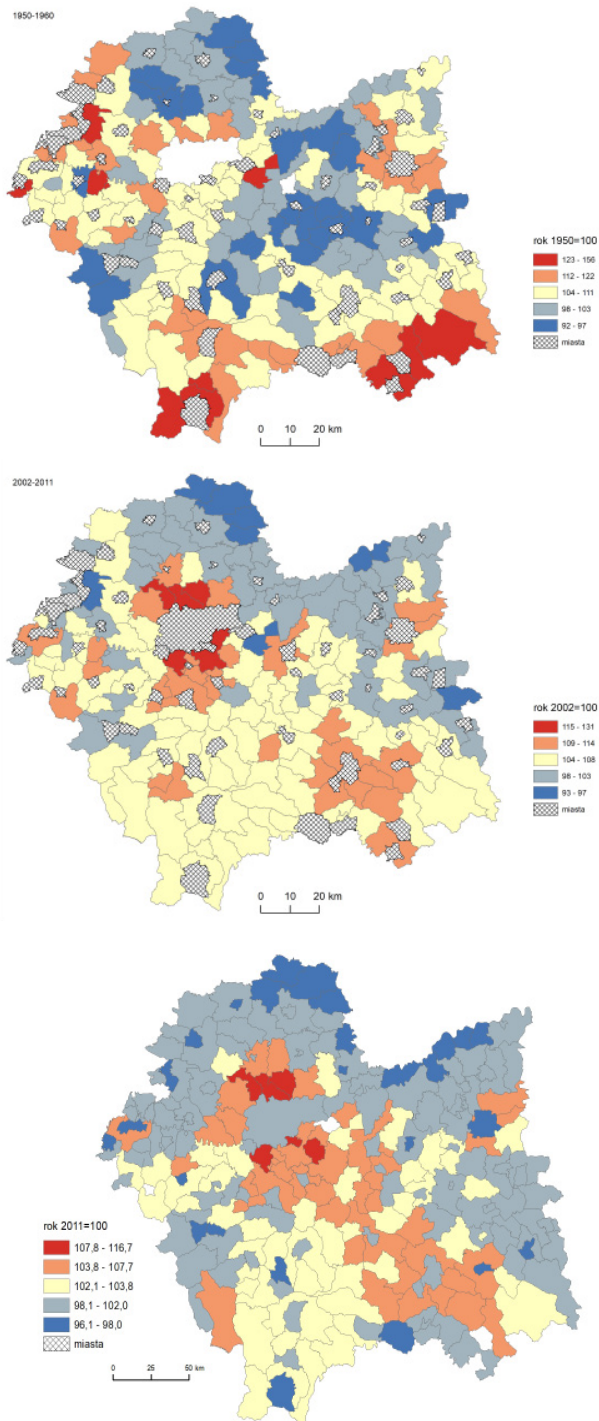 1950-1960
rok 1950=100
123 - 156
112 - 122
104 - 111
98 - 103
92 - 97
miasta
0 10 20 km
2002-2011
rok 2002=100
115 - 131
109 - 114
104 - 108
98 - 103
93 - 97
miasta
0 10 20 km
rok 2011=100
107,8 - 116,7
103,8 - 107,7
102,1 - 103,8
98,1 - 102,0
96,1 - 98,0
miasta
0 25 50 km